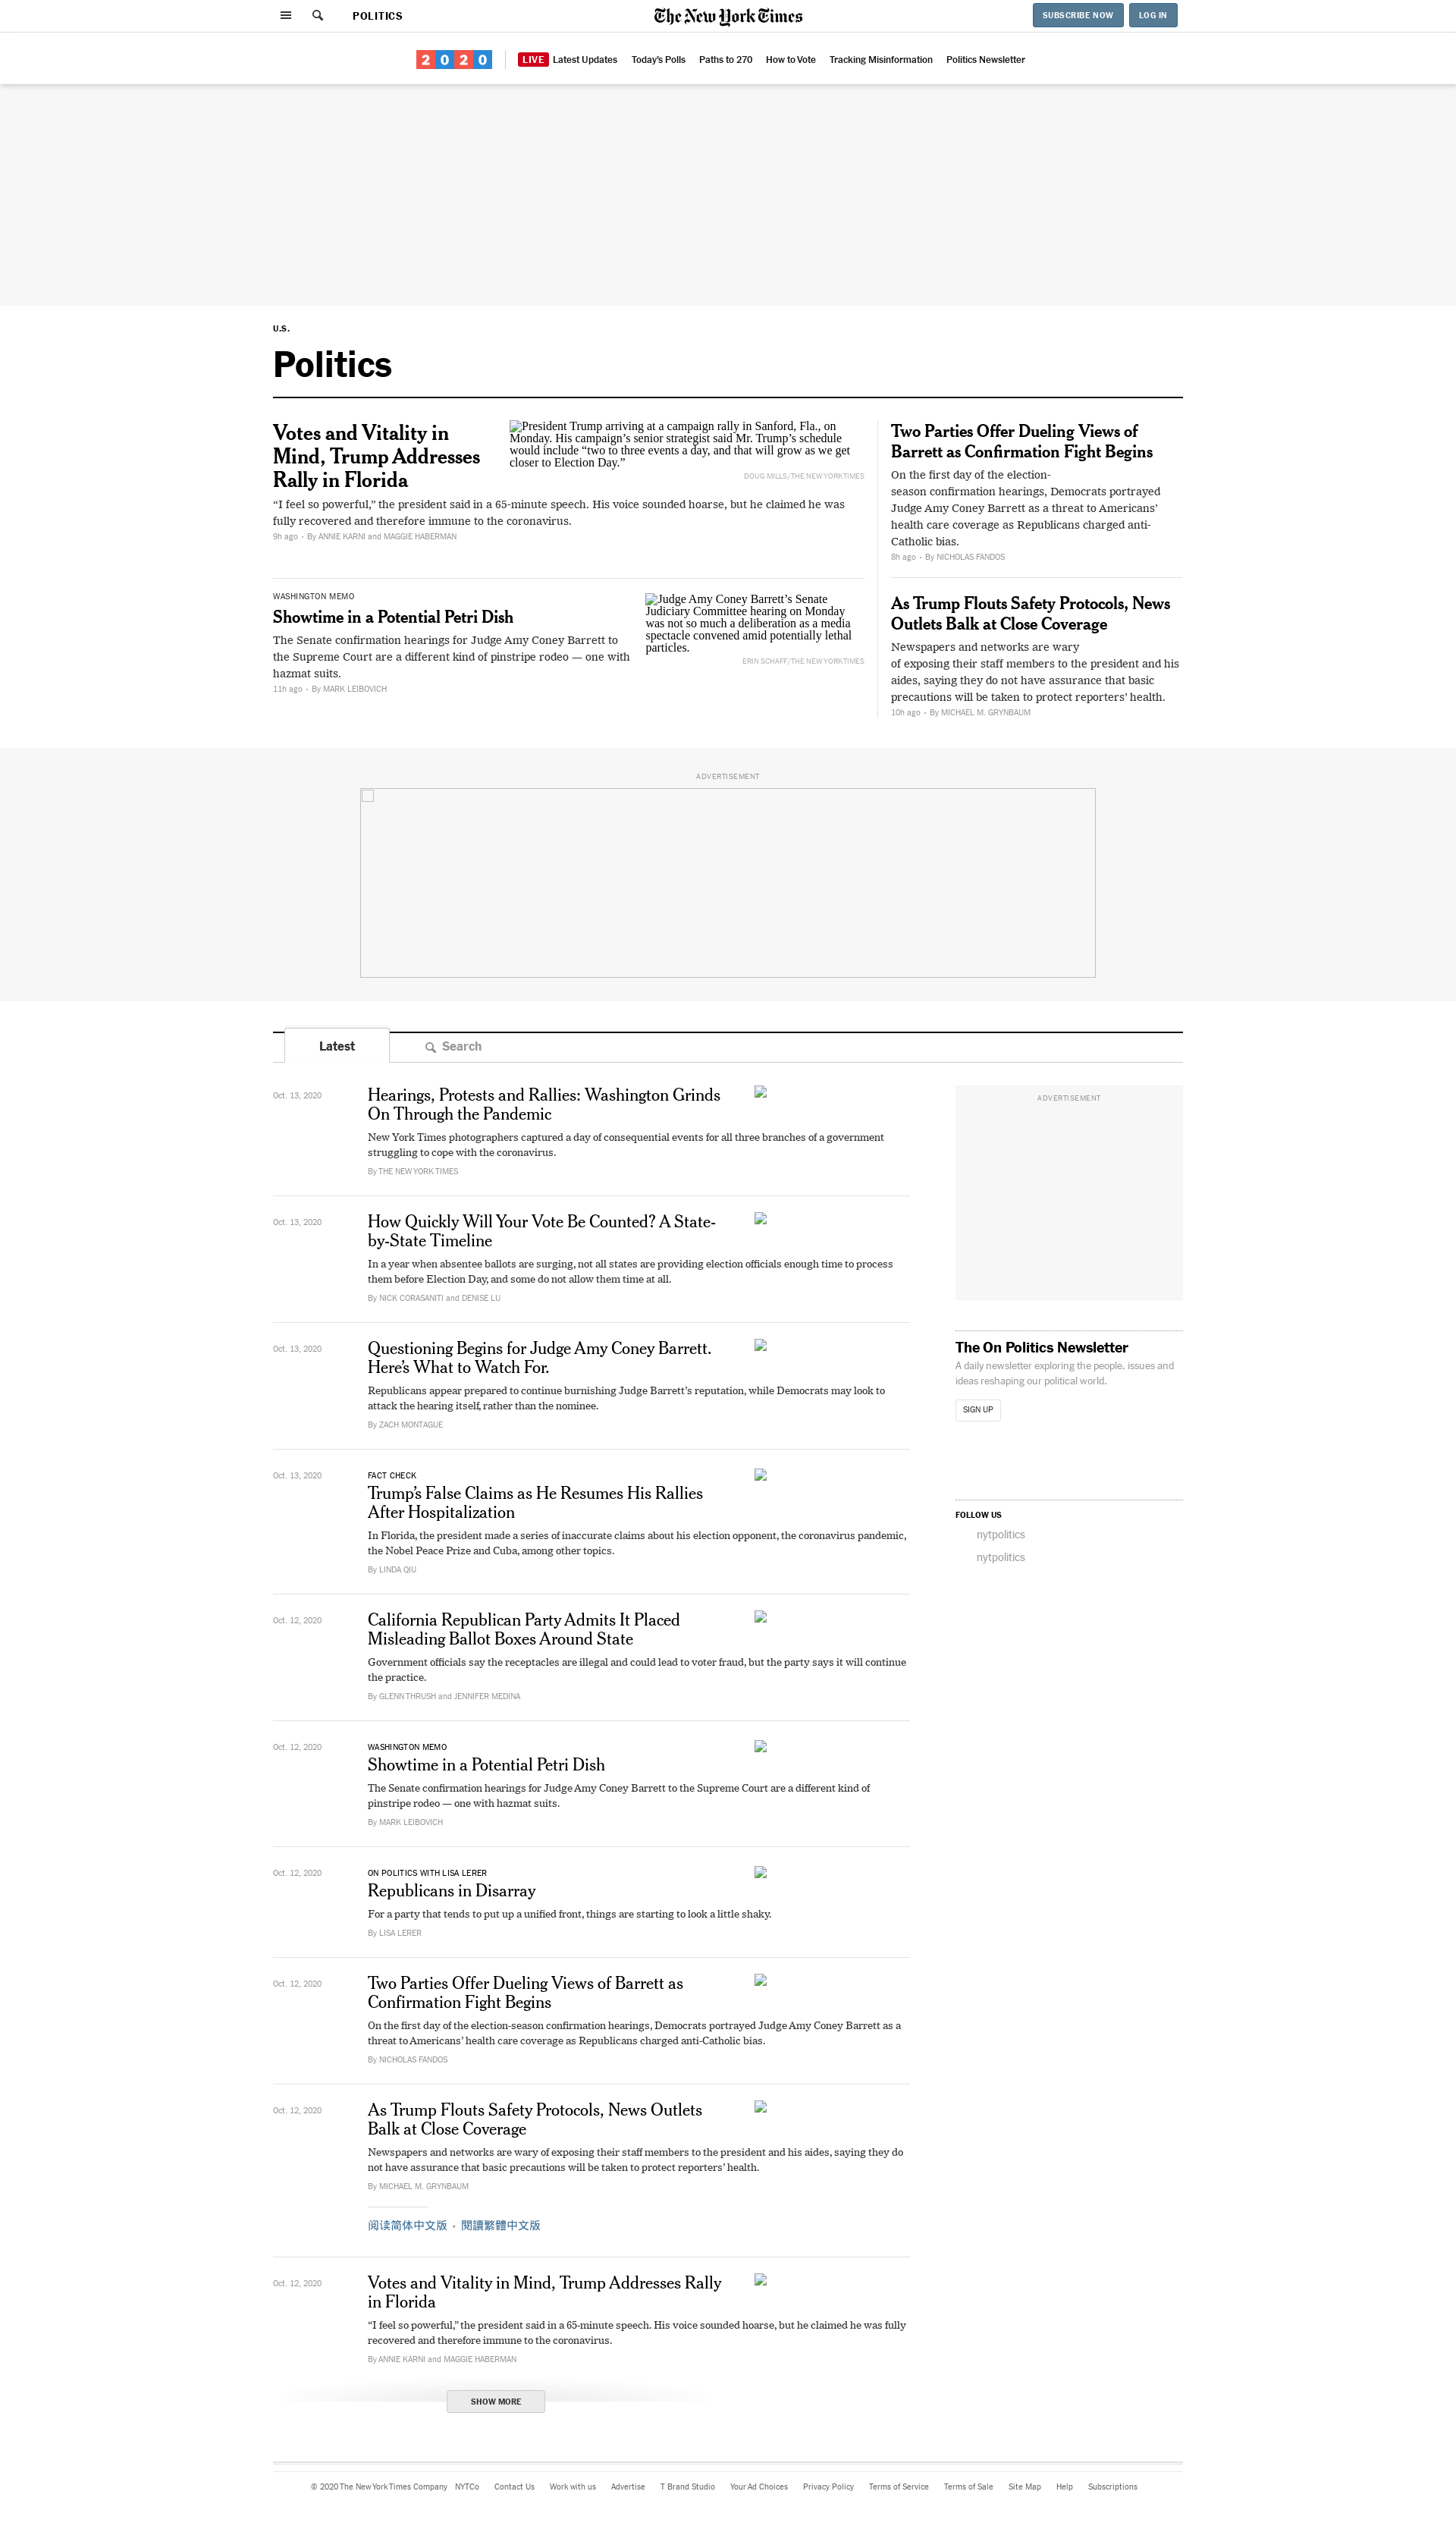 POLITICS
The New York Times
SUBSCRIBE NOW
LOG IN
2020
LIVE Latest Updates
Today's Polls
Paths to 270
How to Vote
Tracking Misinformation
Politics Newsletter
U.S.
Politics
Votes and Vitality in
Mind, Trump Addresses
Rally in Florida
President Trump arriving at a campaign rally in Sanford, Fla., on
Monday. His campaign's senior strategist said Mr. Trump's schedule
would include “two to three events a day, and that will grow as we get
closer to Election Day.”
DOUG MILLS/THE NEW YORK TIMES
“I feel so powerful,” the president said in a 65-minute speech. His voice sounded hoarse, but he claimed he was
fully recovered and therefore immune to the coronavirus.
9h ago • By ANNIE KARNI and MAGGIE HABERMAN
WASHINGTON MEMO
Showtime in a Potential Petri Dish
The Senate confirmation hearings for Judge Amy Coney Barrett to
the Supreme Court are a different kind of pinstripe rodeo — one with
hazmat suits.
11h ago • By MARK LEIBOVICH
Judge Amy Coney Barrett's Senate
Judiciary Committee hearing on Monday
was not so much a deliberation as a media
spectacle convened amid potentially lethal
particles.
ERIN SCHAFF/THE NEW YORK TIMES
Two Parties Offer Dueling Views of
Barrett as Confirmation Fight Begins
On the first day of the election-
season confirmation hearings, Democrats portrayed
Judge Amy Coney Barrett as a threat to Americans'
health care coverage as Republicans charged anti-
Catholic bias.
8h ago • By NICHOLAS FANDOS
As Trump Flouts Safety Protocols, News
Outlets Balk at Close Coverage
Newspapers and networks are wary
of exposing their staff members to the president and his
aides, saying they do not have assurance that basic
precautions will be taken to protect reporters' health.
10h ago • By MICHAEL M. GRYNBAUM
ADVERTISEMENT
Latest
Search
Oct. 13, 2020
Hearings, Protests and Rallies: Washington Grinds
On Through the Pandemic
New York Times photographers captured a day of consequential events for all three branches of a government
struggling to cope with the coronavirus.
By THE NEW YORK TIMES
Oct. 13, 2020
How Quickly Will Your Vote Be Counted? A State-
by-State Timeline
In a year when absentee ballots are surging, not all states are providing election officials enough time to process
them before Election Day, and some do not allow them time at all.
By NICK CORASANITI and DENISE LU
Oct. 13, 2020
Questioning Begins for Judge Amy Coney Barrett.
Here's What to Watch For.
Republicans appear prepared to continue burnishing Judge Barrett's reputation, while Democrats may look to
attack the hearing itself, rather than the nominee.
By ZACH MONTAGUE
Oct. 13, 2020
FACT CHECK
Trump's False Claims as He Resumes His Rallies
After Hospitalization
In Florida, the president made a series of inaccurate claims about his election opponent, the coronavirus pandemic,
the Nobel Peace Prize and Cuba, among other topics.
By LINDA QIU
Oct. 12, 2020
California Republican Party Admits It Placed
Misleading Ballot Boxes Around State
Government officials say the receptacles are illegal and could lead to voter fraud, but the party says it will continue
the practice.
By GLENN THRUSH and JENNIFER MEDINA
Oct. 12, 2020
WASHINGTON MEMO
Showtime in a Potential Petri Dish
The Senate confirmation hearings for Judge Amy Coney Barrett to the Supreme Court are a different kind of
pinstripe rodeo — one with hazmat suits.
By MARK LEIBOVICH
Oct. 12, 2020
ON POLITICS WITH LISA LERER
Republicans in Disarray
For a party that tends to put up a unified front, things are starting to look a little shaky.
By LISA LERER
Oct. 12, 2020
Two Parties Offer Dueling Views of Barrett as
Confirmation Fight Begins
On the first day of the election-season confirmation hearings, Democrats portrayed Judge Amy Coney Barrett as a
threat to Americans' health care coverage as Republicans charged anti-Catholic bias.
By NICHOLAS FANDOS
Oct. 12, 2020
As Trump Flouts Safety Protocols, News Outlets
Balk at Close Coverage
Newspapers and networks are wary of exposing their staff members to the president and his aides, saying they do
not have assurance that basic precautions will be taken to protect reporters' health.
By MICHAEL M. GRYNBAUM
阅读简体中文版 • 閱讀繁體中文版
Oct. 12, 2020
Votes and Vitality in Mind, Trump Addresses Rally
in Florida
“I feel so powerful,” the president said in a 65-minute speech. His voice sounded hoarse, but he claimed he was fully
recovered and therefore immune to the coronavirus.
By ANNIE KARNI and MAGGIE HABERMAN
SHOW MORE
ADVERTISEMENT
The On Politics Newsletter
A daily newsletter exploring the people, issues and
ideas reshaping our political world.
SIGN UP
FOLLOW US
nytpolitics
nytpolitics
© 2020 The New York Times Company
NYTCo
Contact Us
Work with us
Advertise
T Brand Studio
Your Ad Choices
Privacy Policy
Terms of Service
Terms of Sale
Site Map
Help
Subscriptions